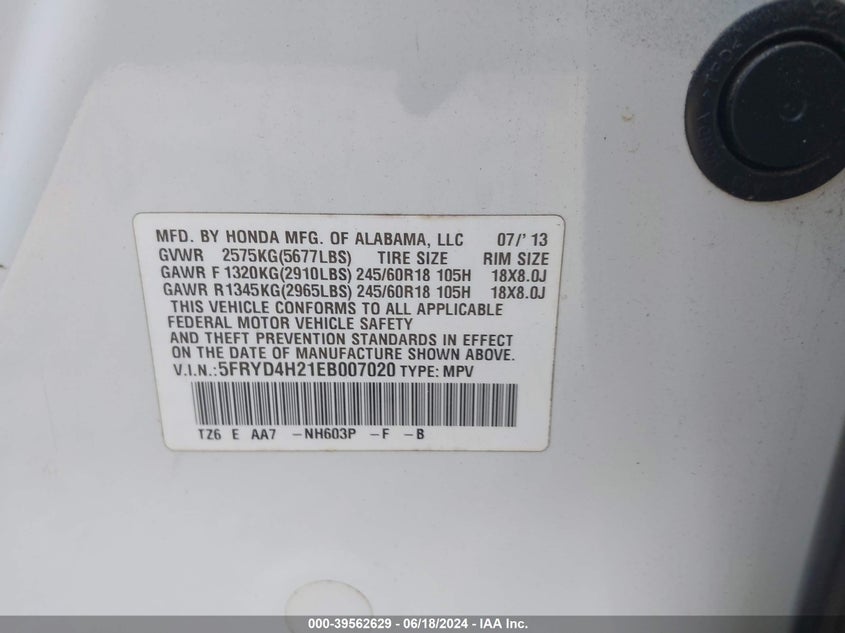 MFD. BY HONDA MFG. OF ALABAMA, LLC 07/' 13
GVWR 2575KG(5677LBS) TIRE SIZE RIM SIZE
GAWR F 1320KG(2910LBS) 245/60R18 105H 18X8.0J
GAWR R1345KG(2965LBS) 245/60R18 105H 18X8.0J
THIS VEHICLE CONFORMS TO ALL APPLICABLE
FEDERAL MOTOR VEHICLE SAFETY
AND THEFT PREVENTION STANDARDS IN EFFECT
ON THE DATE OF MANUFACTURE SHOWN ABOVE.
V.I.N.:5FRYD4H21EB007020 TYPE: MPV
TZ6 E AA7 -NH603P -F -B
000-39562629 - 06/18/2024 - IAA Inc.